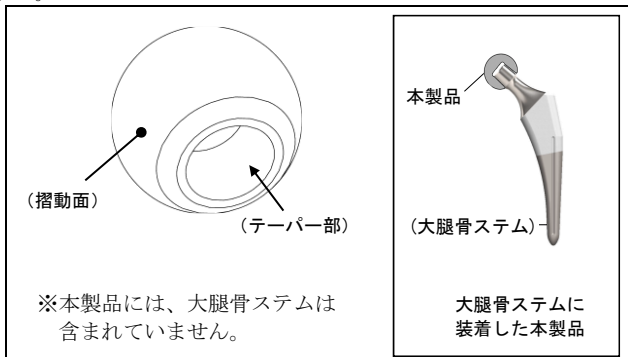 (摺動面)
(テーパー部)
※本製品には、大腿骨ステムは
含まれていません。
本製品
(大腿骨ステム)
大腿骨ステムに
装着した本製品